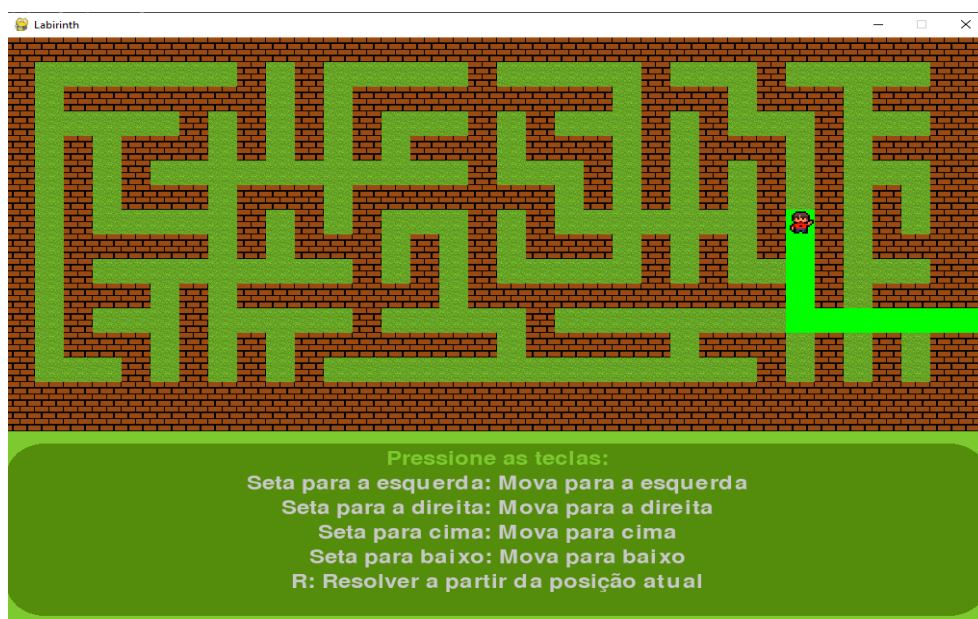 Labirinth
Pressione as teclas:
Seta para a esquerda: Mova para a esquerda
Seta para a direita: Mova para a direita
Seta para cima: Mova para cima
Seta para baixo: Mova para baixo
R: Resolver a partir da posição atual